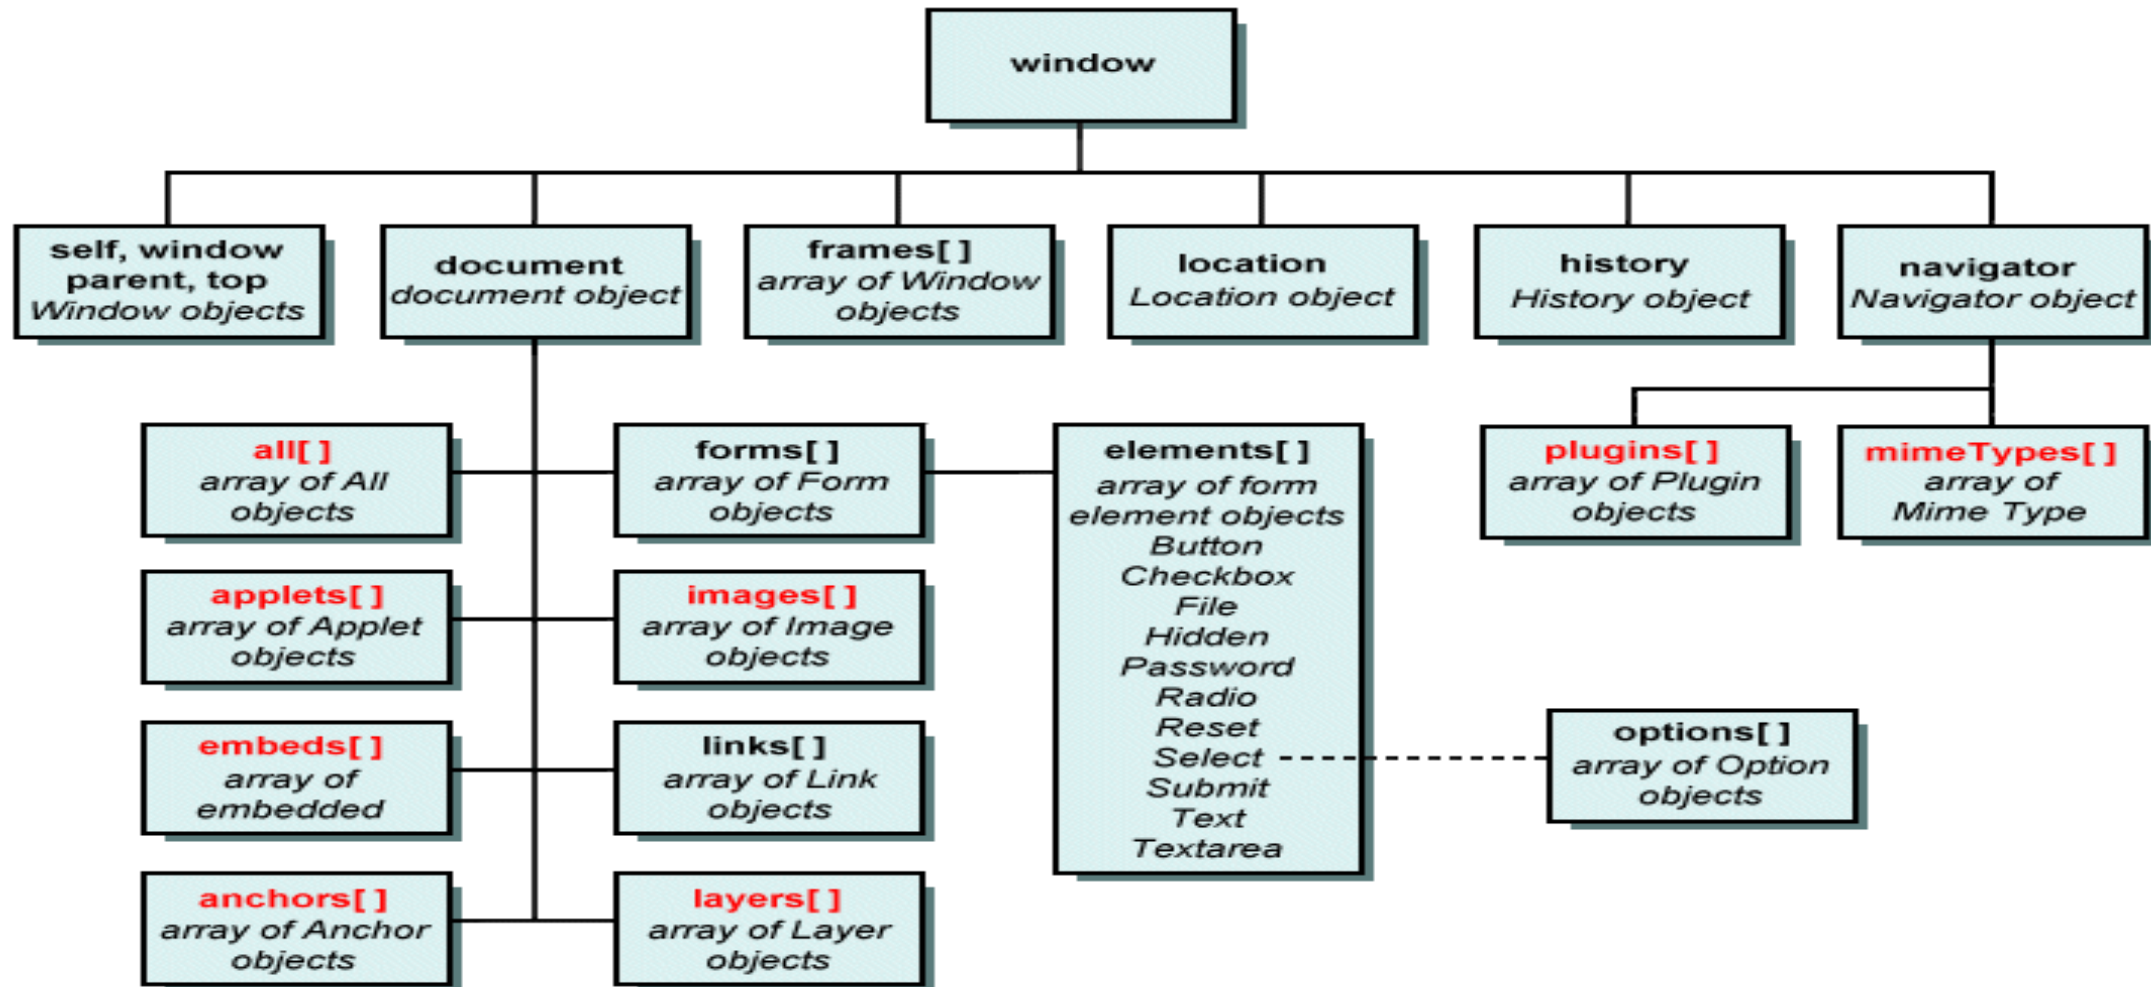 window
self, window
parent, top
Window objects
document
document object
frames[ ]
array of Window
objects
location
Location object
history
History object
navigator
Navigator object
all[ ]
array of All
objects
forms[ ]
array of Form
objects
elements[ ]
array of form
element objects
Button
Checkbox
File
Hidden
Password
Radio
Reset
Select
Submit
Text
Textarea
plugins[ ]
array of Plugin
objects
mimeTypes[ ]
array of
Mime Type
applets[ ]
array of Applet
objects
images[ ]
array of Image
objects
embeds[ ]
array of
embedded
links[ ]
array of Link
objects
options[ ]
array of Option
objects
anchors[ ]
array of Anchor
objects
layers[ ]
array of Layer
objects